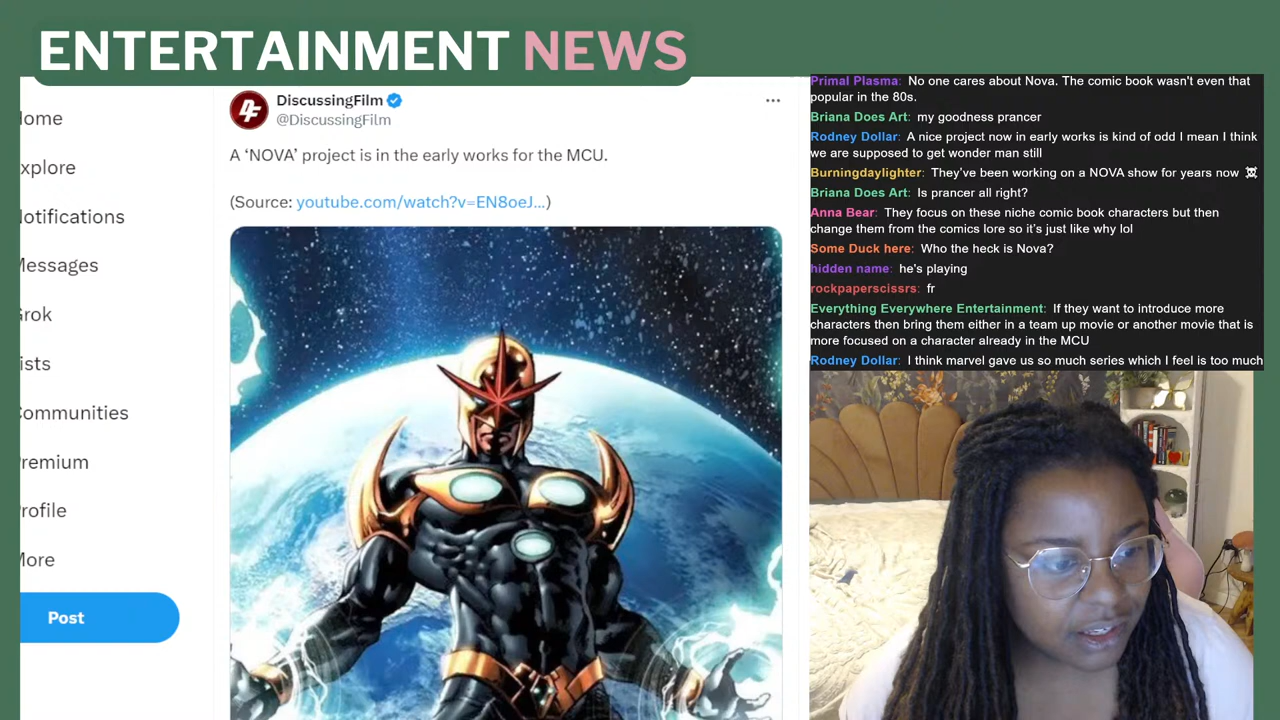 ENTERTAINMENT NEWS
DiscussingFilm
@DiscussingFilm
A ‘NOVA’ project is in the early works for the MCU.
(Source: youtube.com/watch?v=EN8oeJ...)
ome
xplore
otifications
Messages
rok
ists
ommunities
remium
rofile
More
Post
Primal Plasma: No one cares about Nova. The comic book wasn't even that
popular in the 80s.
Briana Does Art: my goodness prancer
Rodney Dollar: A nice project now in early works is kind of odd I mean I think
we are supposed to get wonder man still
Burningdaylighter: They’ve been working on a NOVA show for years now ☠
Briana Does Art: Is prancer all right?
Anna Bear: They focus on these niche comic book characters but then
change them from the comics lore so it’s just like why lol
Some Duck here: Who the heck is Nova?
hidden name: he's playing
rockpaperscissrs: fr
Everything Everywhere Entertainment: If they want to introduce more
characters then bring them either in a team up movie or another movie that is
more focused on a character already in the MCU
Rodney Dollar: I think marvel gave us so much series which I feel is too much